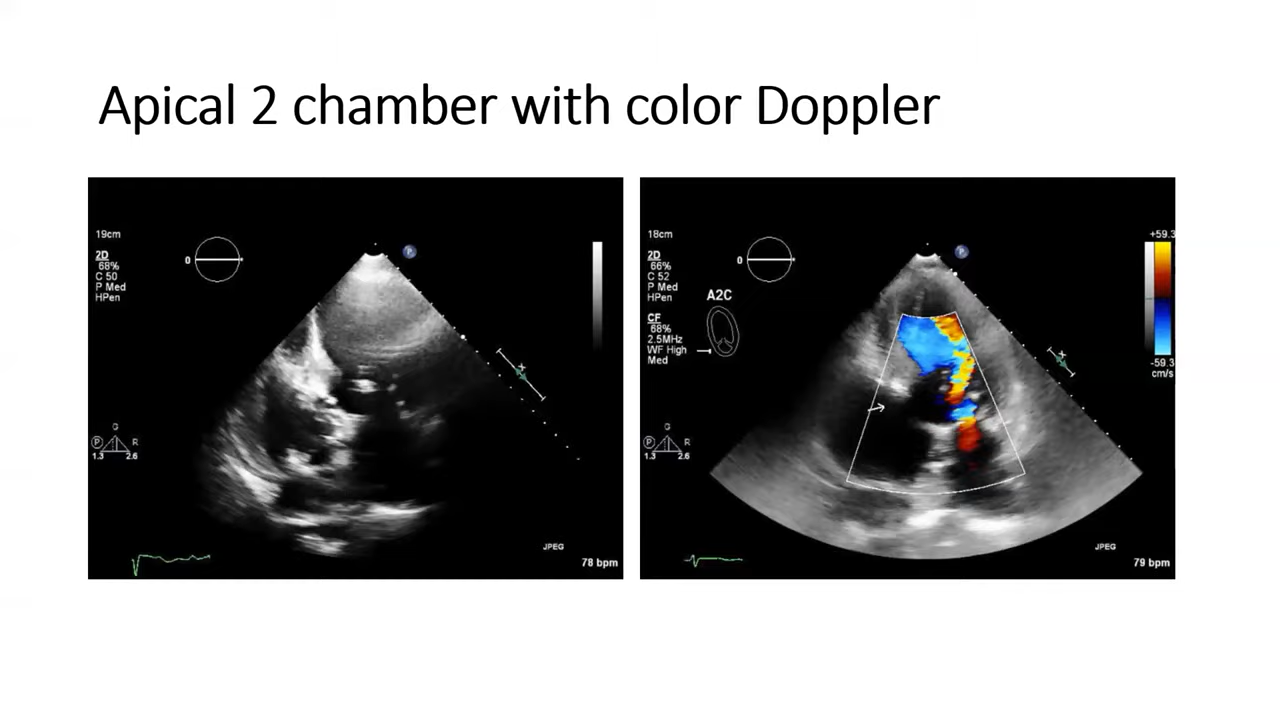 Apical 2 chamber with color Doppler
19cm
2D
68%
C 50
P Med
HPen
0
P
G
P R
1.3 2.6
JPEG
78 bpm
18cm
2D
66%
C 52
P Med
HPen
CF
68%
2.5MHz
WF High
Med
0
A2C
P
+59.3
-59.3
cm/s
G
P R
1.3 2.6
JPEG
79 bpm